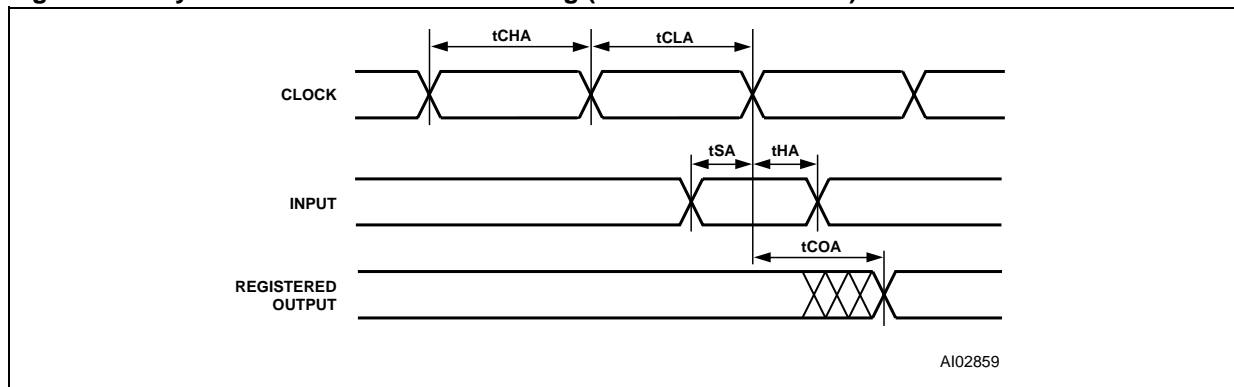 tCHA tCLA
CLOCK
tSA tHA
INPUT
tCOA
REGISTERED
OUTPUT
AI02859